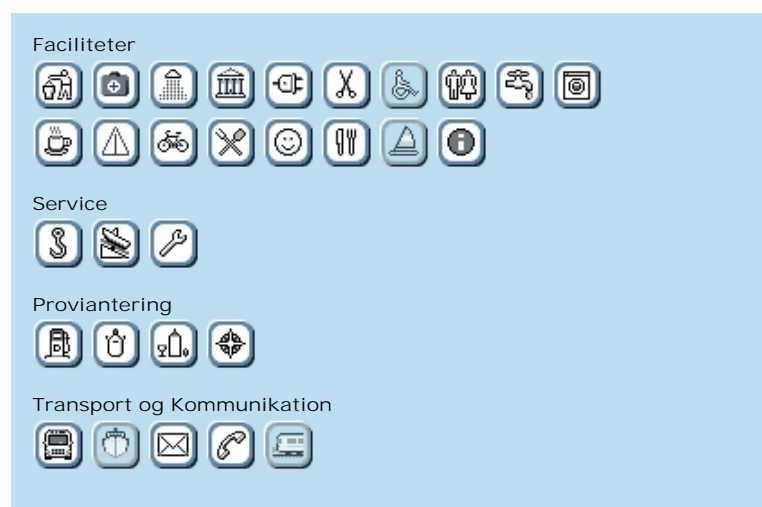 Faciliteter
Service
Proviantering
Transport og Kommunikation